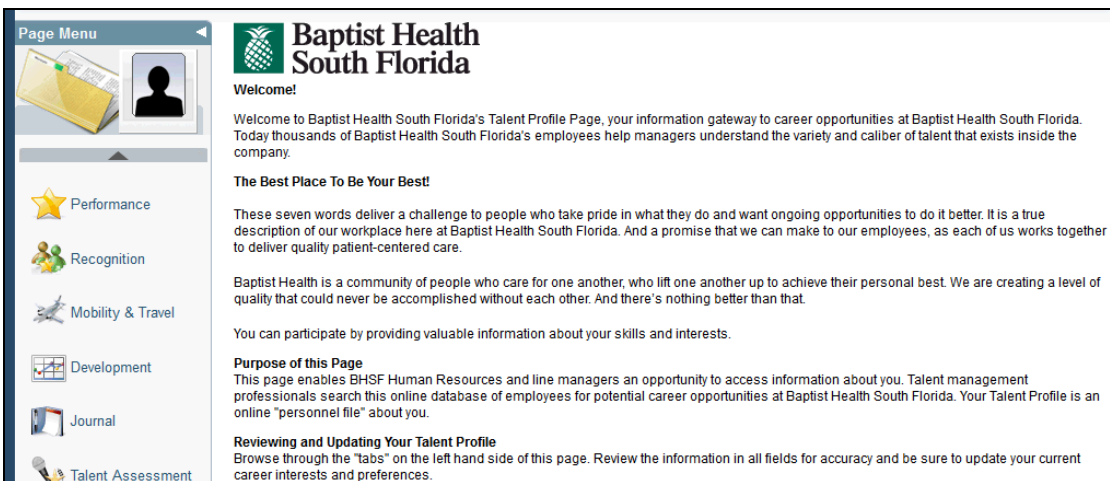 Page Menu
Performance
Recognition
Mobility & Travel
Development
Journal
Talent Assessment
Baptist Health
South Florida
Welcome!
Welcome to Baptist Health South Florida's Talent Profile Page, your information gateway to career opportunities at Baptist Health South Florida.
Today thousands of Baptist Health South Florida's employees help managers understand the variety and caliber of talent that exists inside the
company.
The Best Place To Be Your Best!
These seven words deliver a challenge to people who take pride in what they do and want ongoing opportunities to do it better. It is a true
description of our workplace here at Baptist Health South Florida. And a promise that we can make to our employees, as each of us works together
to deliver quality patient-centered care.
Baptist Health is a community of people who care for one another, who lift one another up to achieve their personal best. We are creating a level of
quality that could never be accomplished without each other. And there's nothing better than that.
You can participate by providing valuable information about your skills and interests.
Purpose of this Page
This page enables BHSF Human Resources and line managers an opportunity to access information about you. Talent management
professionals search this online database of employees for potential career opportunities at Baptist Health South Florida. Your Talent Profile is an
online "personnel file" about you.
Reviewing and Updating Your Talent Profile
Browse through the "tabs" on the left hand side of this page. Review the information in all fields for accuracy and be sure to update your current
career interests and preferences.